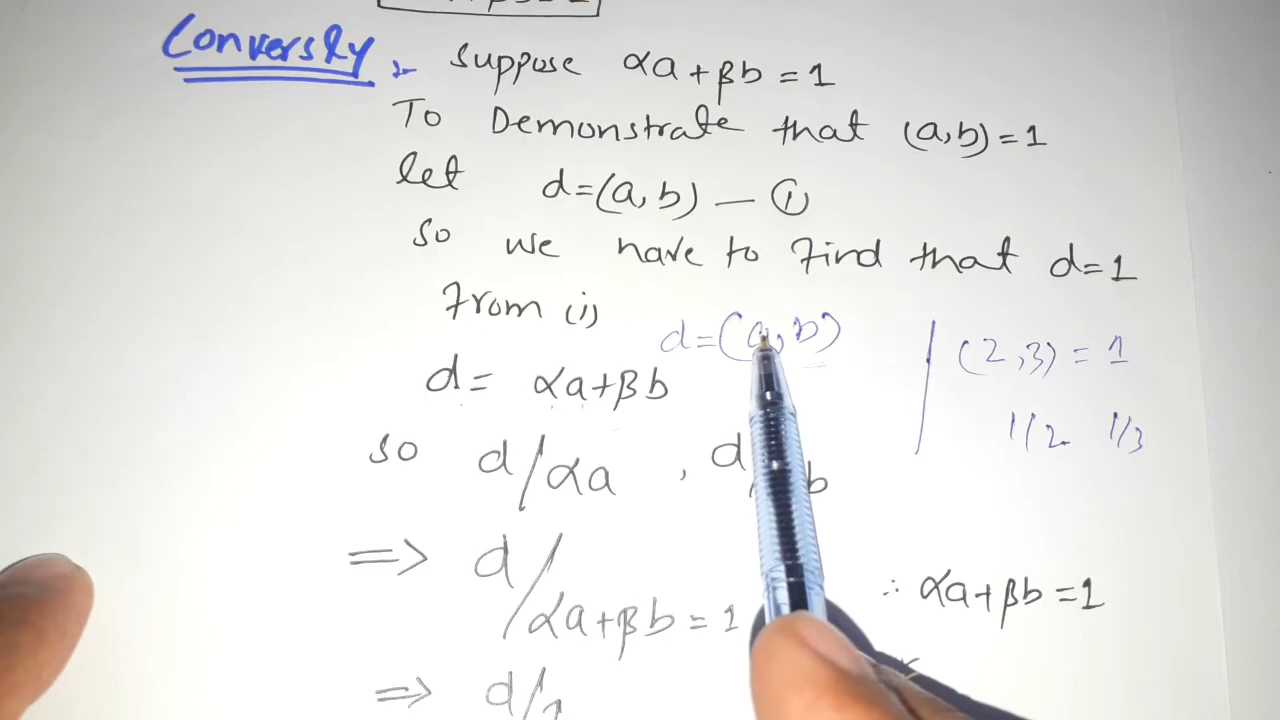 Conversly :- Suppose αa+βb=1
To Demonstrate that (a,b)=1
let d=(a,b) — (i)
So we have to Find that d=1
From (i)
d=(a,b)
(2,3) = 1
d= αa+βb
1/2 1/3
so d/αa , d b
=> d/αa+βb=1
∴ αa+βb=1
=> d/1